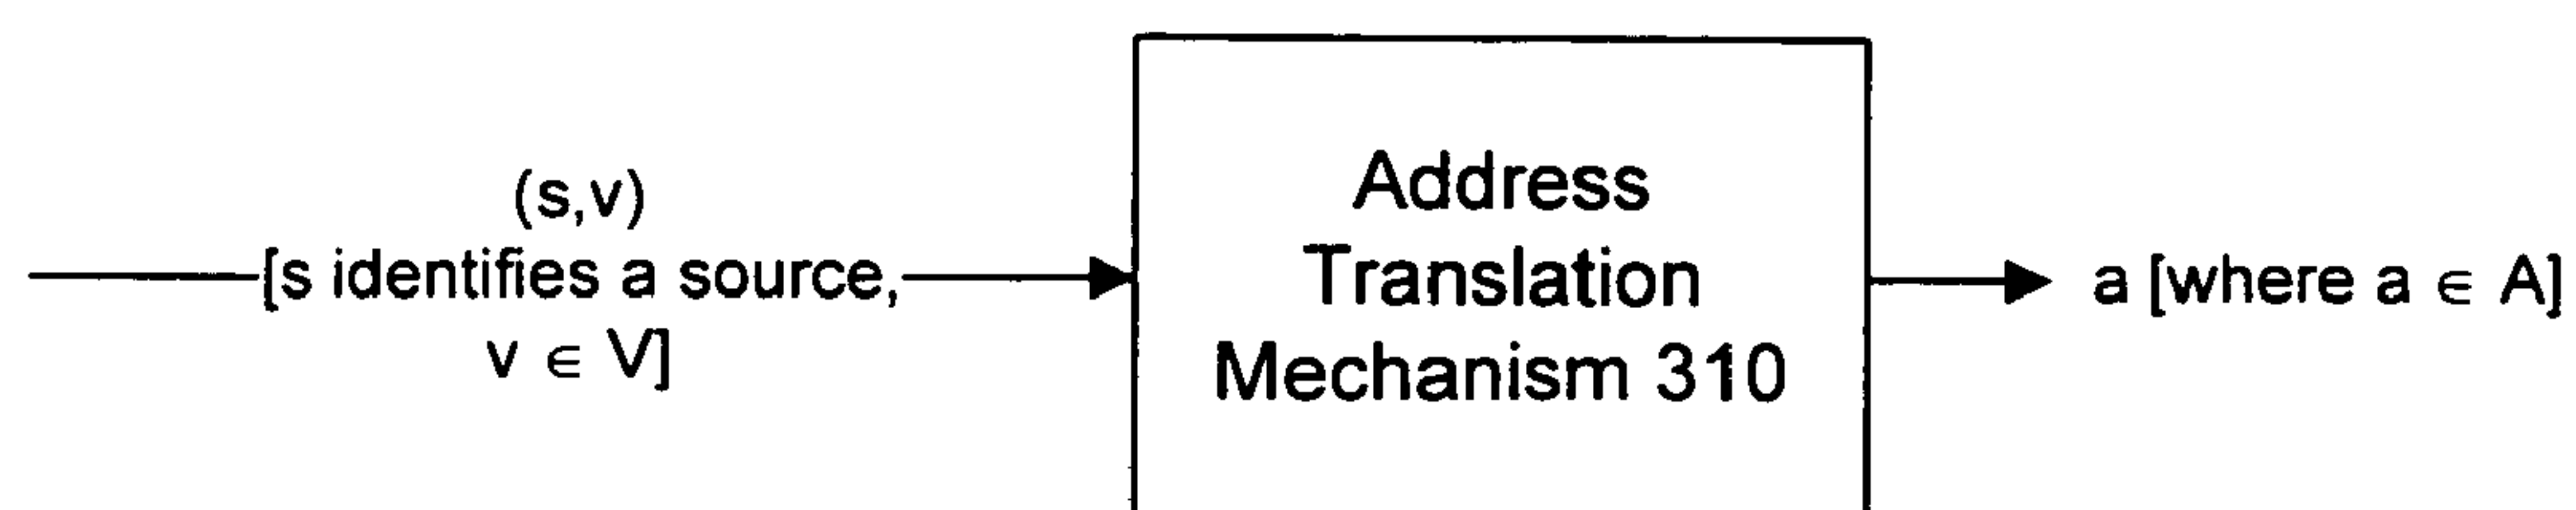 (s,v)
[s identifies a source,
v ∈ V]
Address
Translation
Mechanism 310
a [where a ∈ A]